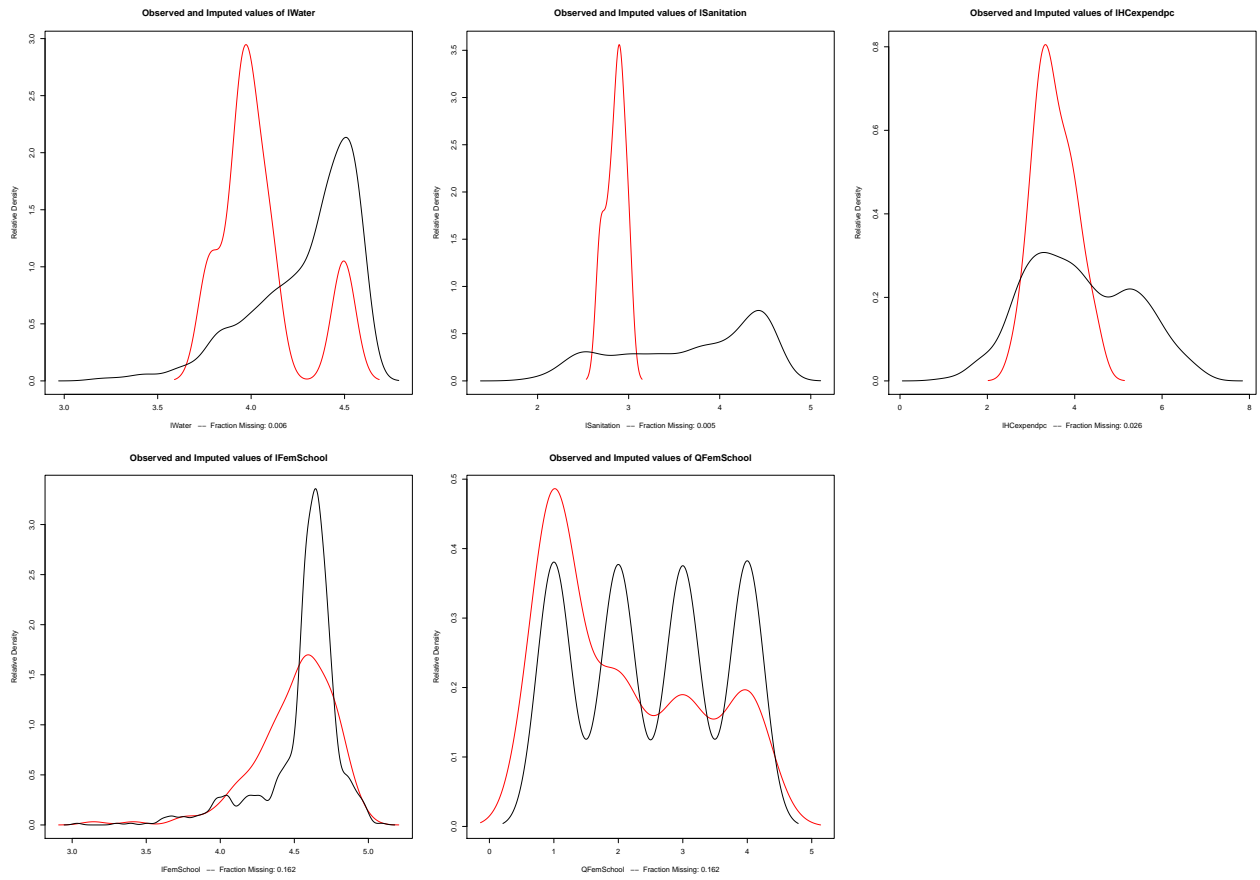 Observed and Imputed values of IWater
Relative Density
0.0 0.5 1.0 1.5 2.0 2.5 3.0
3.0 3.5 4.0 4.5
IWater −− Fraction Missing: 0.006
Observed and Imputed values of ISanitation
Relative Density
0.0 0.5 1.0 1.5 2.0 2.5 3.0 3.5
2 3 4 5
ISanitation −− Fraction Missing: 0.005
Observed and Imputed values of IHCexpendpc
Relative Density
0.0 0.2 0.4 0.6 0.8
0 2 4 6 8
IHCexpendpc −− Fraction Missing: 0.026
Observed and Imputed values of IFemSchool
Relative Density
0.0 0.5 1.0 1.5 2.0 2.5 3.0
3.0 3.5 4.0 4.5 5.0
IFemSchool −− Fraction Missing: 0.162
Observed and Imputed values of QFemSchool
Relative Density
0.0 0.1 0.2 0.3 0.4 0.5
0 1 2 3 4 5
QFemSchool −− Fraction Missing: 0.162